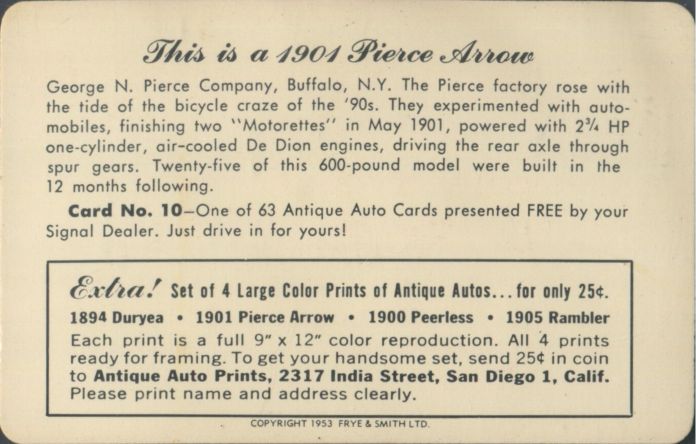 This is a 1901 Pierce Arrow
George N. Pierce Company, Buffalo, N.Y. The Pierce factory rose with
the tide of the bicycle craze of the '90s. They experimented with auto-
mobiles, finishing two "Motorettes" in May 1901, powered with 2¾ HP
one-cylinder, air-cooled De Dion engines, driving the rear axle through
spur gears. Twenty-five of this 600-pound model were built in the
12 months following.
Card No. 10—One of 63 Antique Auto Cards presented FREE by your
Signal Dealer. Just drive in for yours!
Extra! Set of 4 Large Color Prints of Antique Autos...for only 25¢.
1894 Duryea • 1901 Pierce Arrow • 1900 Peerless • 1905 Rambler
Each print is a full 9" x 12" color reproduction. All 4 prints
ready for framing. To get your handsome set, send 25¢ in coin
to Antique Auto Prints, 2317 India Street, San Diego 1, Calif.
Please print name and address clearly.
COPYRIGHT 1953 FRYE & SMITH LTD.